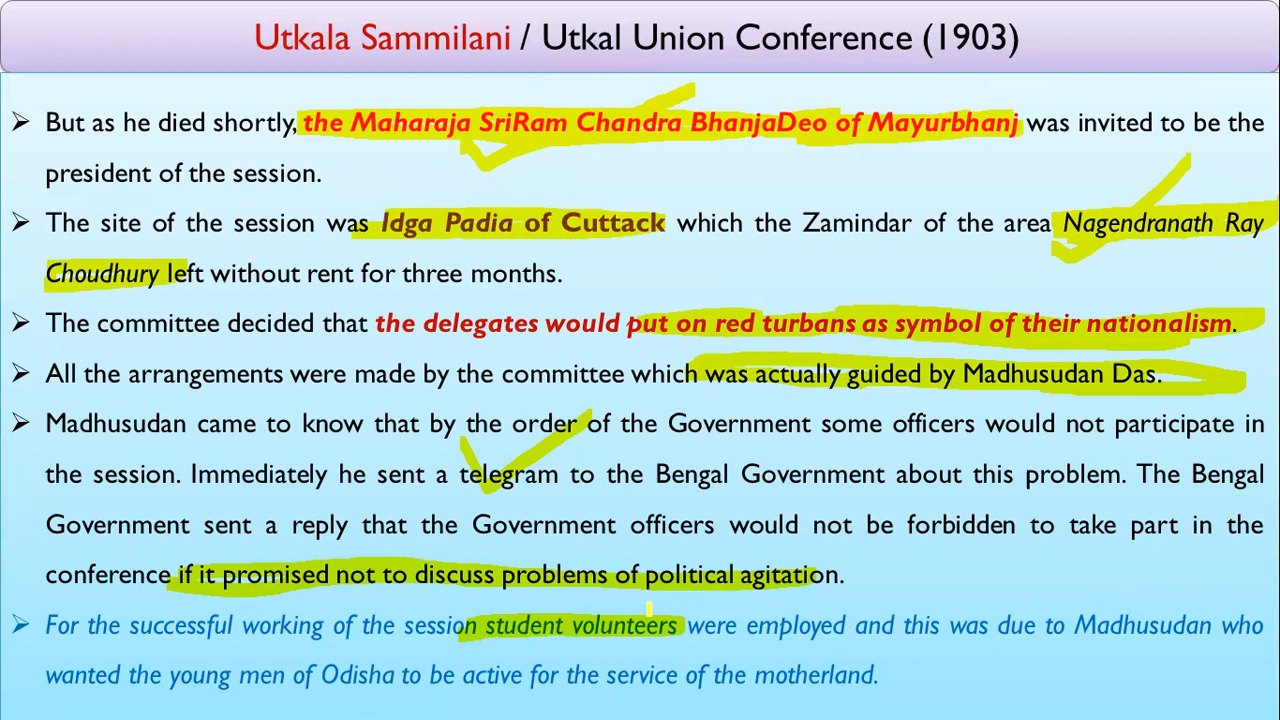 Utkala Sammilani / Utkal Union Conference (1903)
➢ But as he died shortly, the Maharaja SriRam Chandra BhanjaDeo of Mayurbhanj was invited to be the
president of the session.
➢ The site of the session was Idga Padia of Cuttack which the Zamindar of the area Nagendranath Ray
Choudhury left without rent for three months.
➢ The committee decided that the delegates would put on red turbans as symbol of their nationalism.
➢ All the arrangements were made by the committee which was actually guided by Madhusudan Das.
➢ Madhusudan came to know that by the order of the Government some officers would not participate in
the session. Immediately he sent a telegram to the Bengal Government about this problem. The Bengal
Government sent a reply that the Government officers would not be forbidden to take part in the
conference if it promised not to discuss problems of political agitation.
➢ For the successful working of the session student volunteers were employed and this was due to Madhusudan who
wanted the young men of Odisha to be active for the service of the motherland.